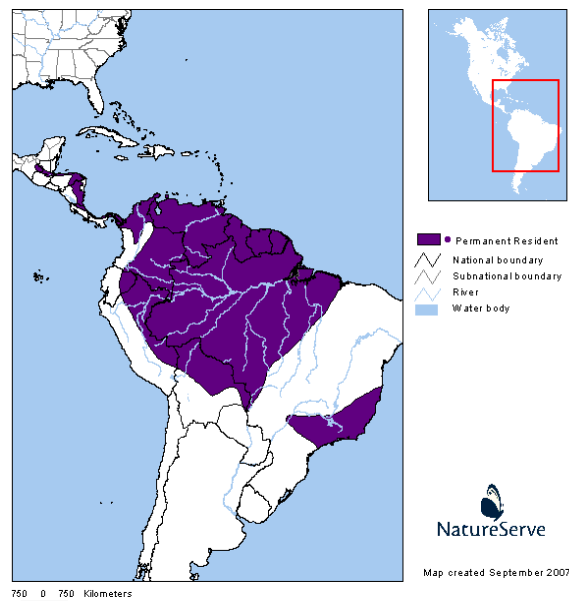 Permanent Resident
National boundary
Subnational boundary
River
Water body
NatureServe
Map created September 2007
750 0 750 Kilometers